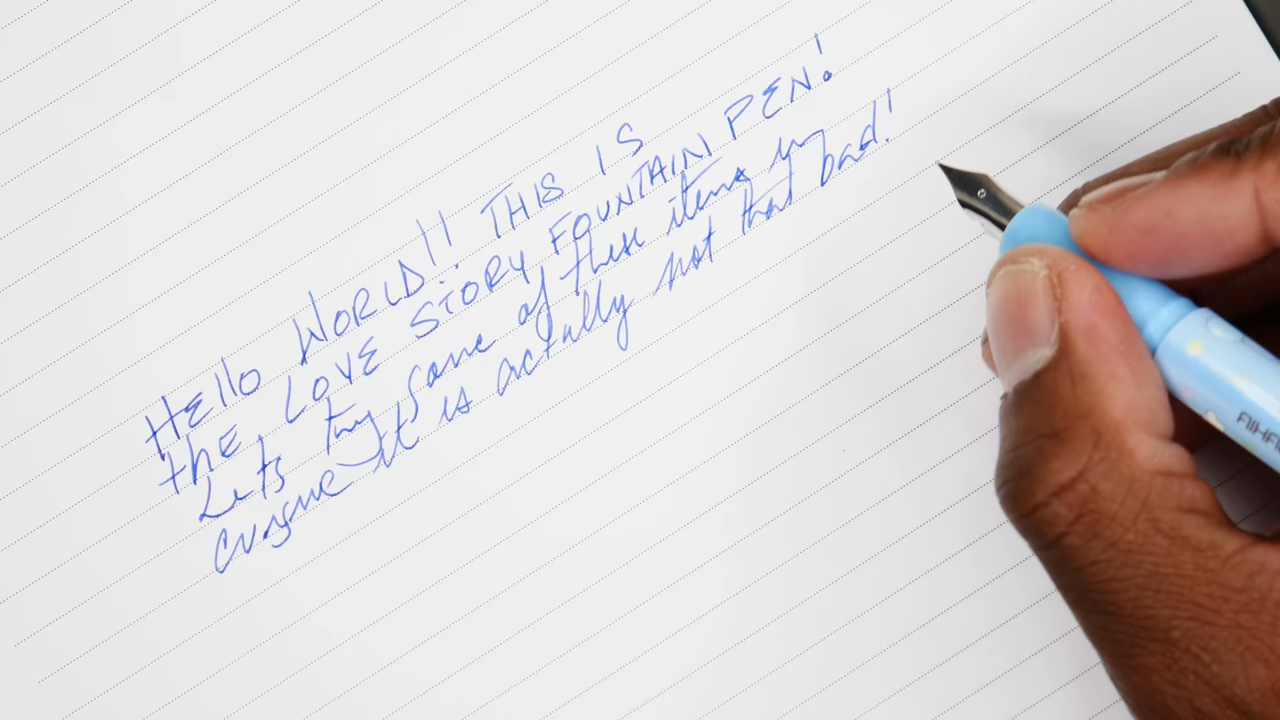 HEllo WORLD!! THIS IS
thE, LOVE STORY FOUNTAIN PEN!
Lets try some of these items in
cursive it is actually not that bad!